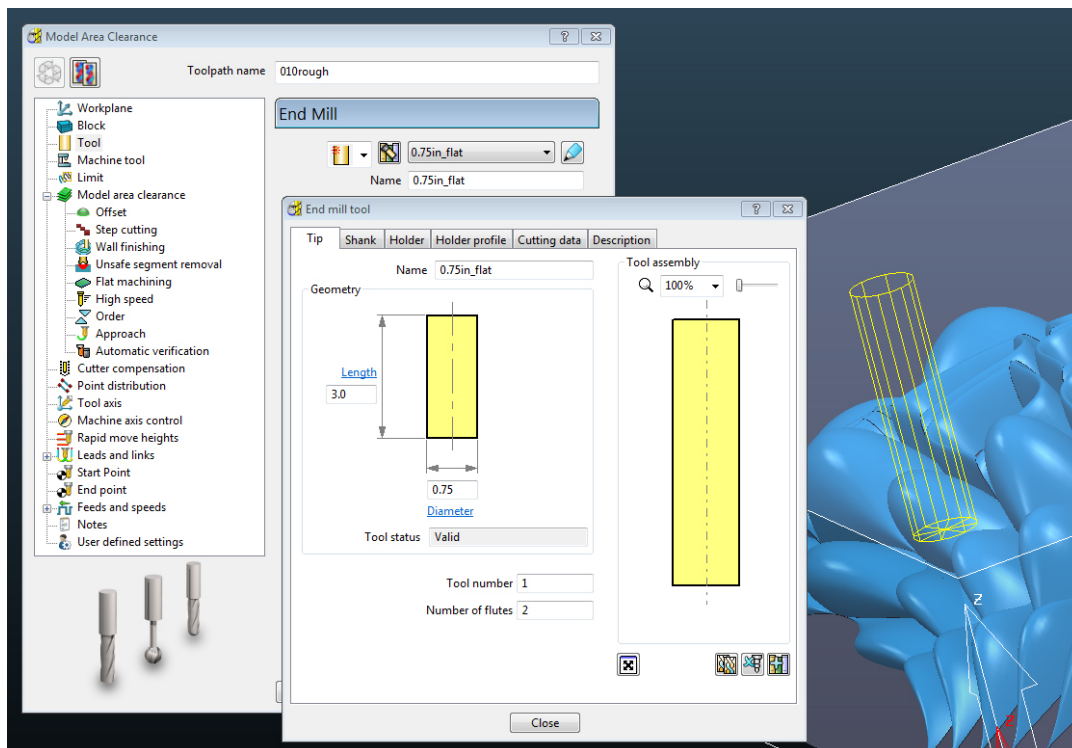 Model Area Clearance
Toolpath name 010rough
Workplane
Block
Tool
Machine tool
Limit
Model area clearance
Offset
Step cutting
Wall finishing
Unsafe segment removal
Flat machining
High speed
Order
Approach
Automatic verification
Cutter compensation
Point distribution
Tool axis
Machine axis control
Rapid move heights
Leads and links
Start Point
End point
Feeds and speeds
Notes
User defined settings
End Mill
0.75in_flat
Name 0.75in_flat
End mill tool
Tip Shank Holder Holder profile Cutting data Description
Name 0.75in_flat
Geometry
Length
3.0
0.75
Diameter
Tool status Valid
Tool number 1
Number of flutes 2
Tool assembly
100%
Close
Z